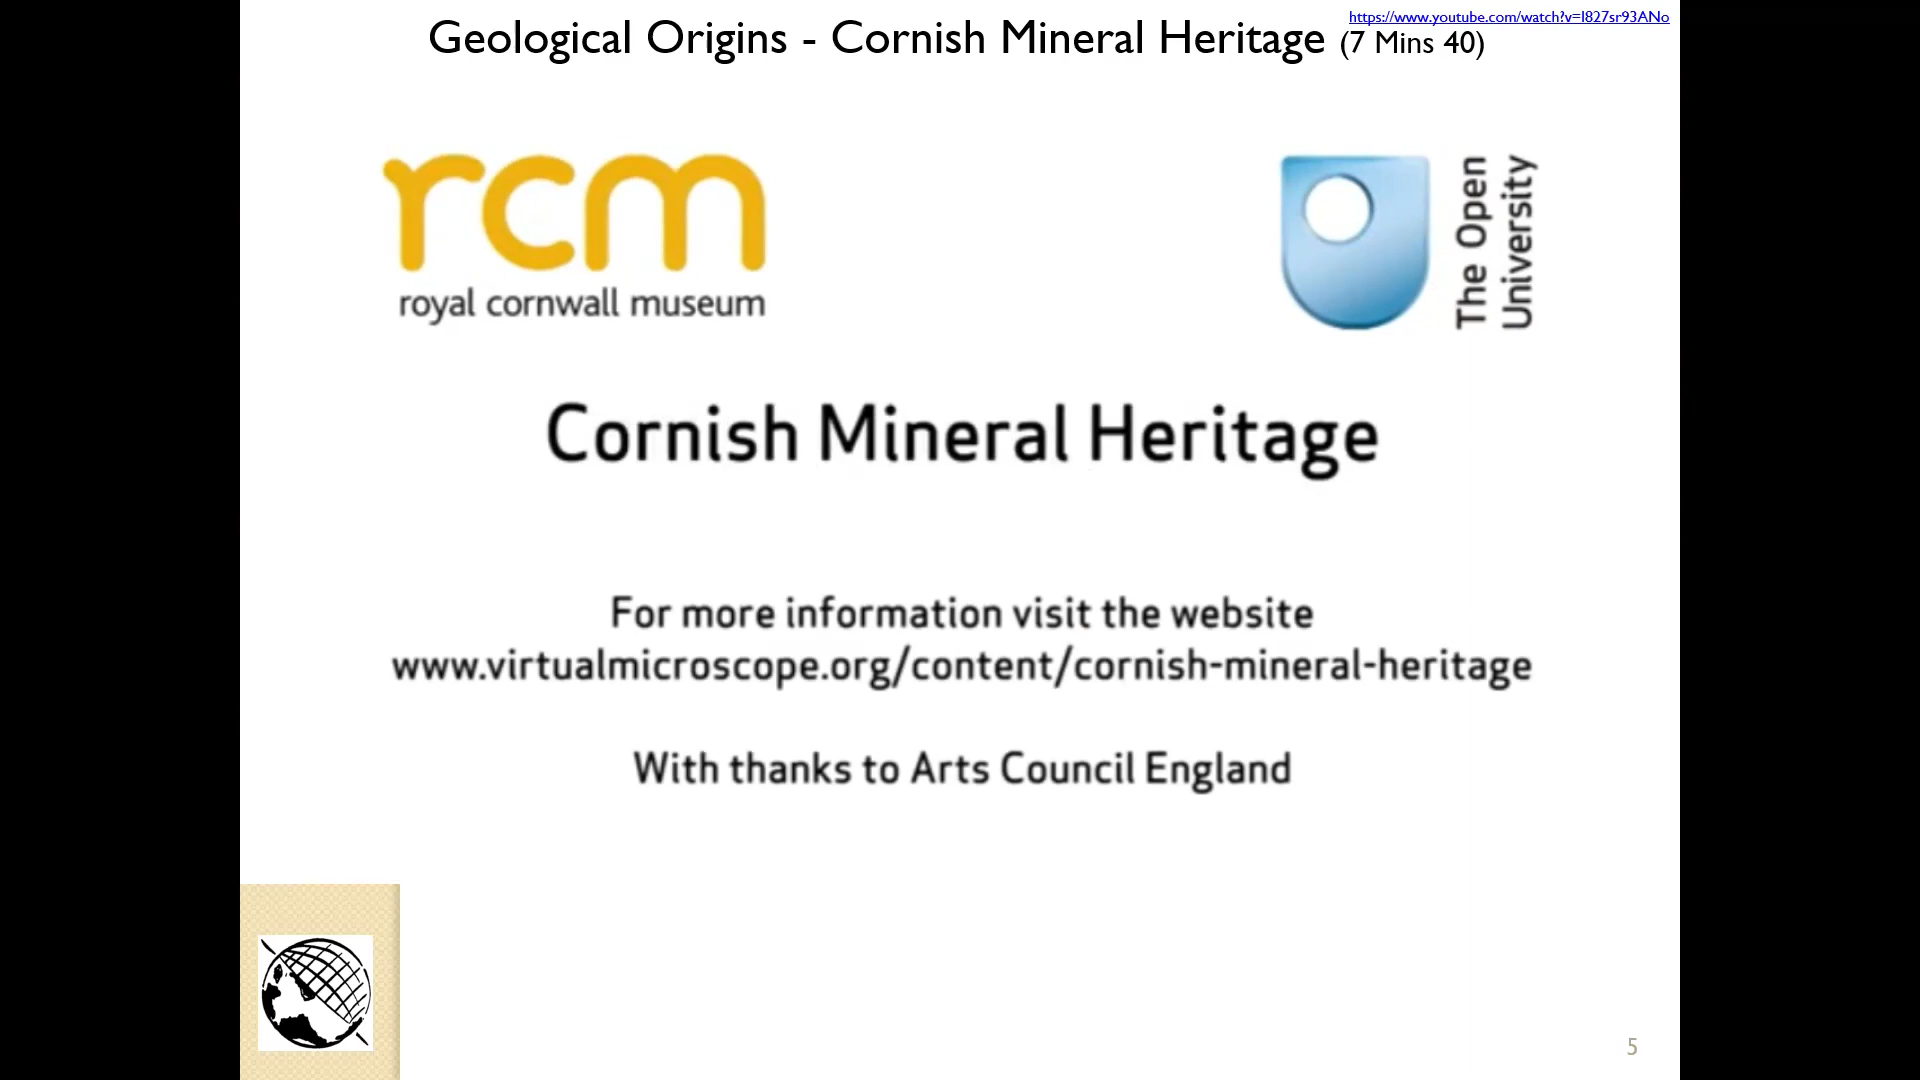 https://www.youtube.com/watch?v=I827sr93ANo
Geological Origins - Cornish Mineral Heritage (7 Mins 40)
rcm
royal cornwall museum
The Open
University
Cornish Mineral Heritage
For more information visit the website
www.virtualmicroscope.org/content/cornish-mineral-heritage
With thanks to Arts Council England
5